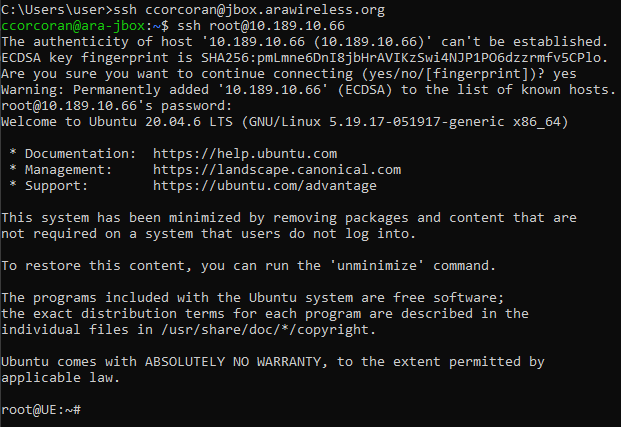 C:\Users\user>ssh ccorcoran@jbox.arawireless.org
ccorcoran@ara-jbox:~$ ssh root@10.189.10.66
The authenticity of host '10.189.10.66 (10.189.10.66)' can't be established.
ECDSA key fingerprint is SHA256:pmLmne6DnI8jbHrAVIKzSwi4NJP1PO6dzzrmfv5CPlo.
Are you sure you want to continue connecting (yes/no/[fingerprint])? yes
Warning: Permanently added '10.189.10.66' (ECDSA) to the list of known hosts.
root@10.189.10.66's password:
Welcome to Ubuntu 20.04.6 LTS (GNU/Linux 5.19.17-051917-generic x86_64)

 * Documentation:  https://help.ubuntu.com
 * Management:     https://landscape.canonical.com
 * Support:        https://ubuntu.com/advantage

This system has been minimized by removing packages and content that are
not required on a system that users do not log into.

To restore this content, you can run the 'unminimize' command.

The programs included with the Ubuntu system are free software;
the exact distribution terms for each program are described in the
individual files in /usr/share/doc/*/copyright.

Ubuntu comes with ABSOLUTELY NO WARRANTY, to the extent permitted by
applicable law.

root@UE:~#